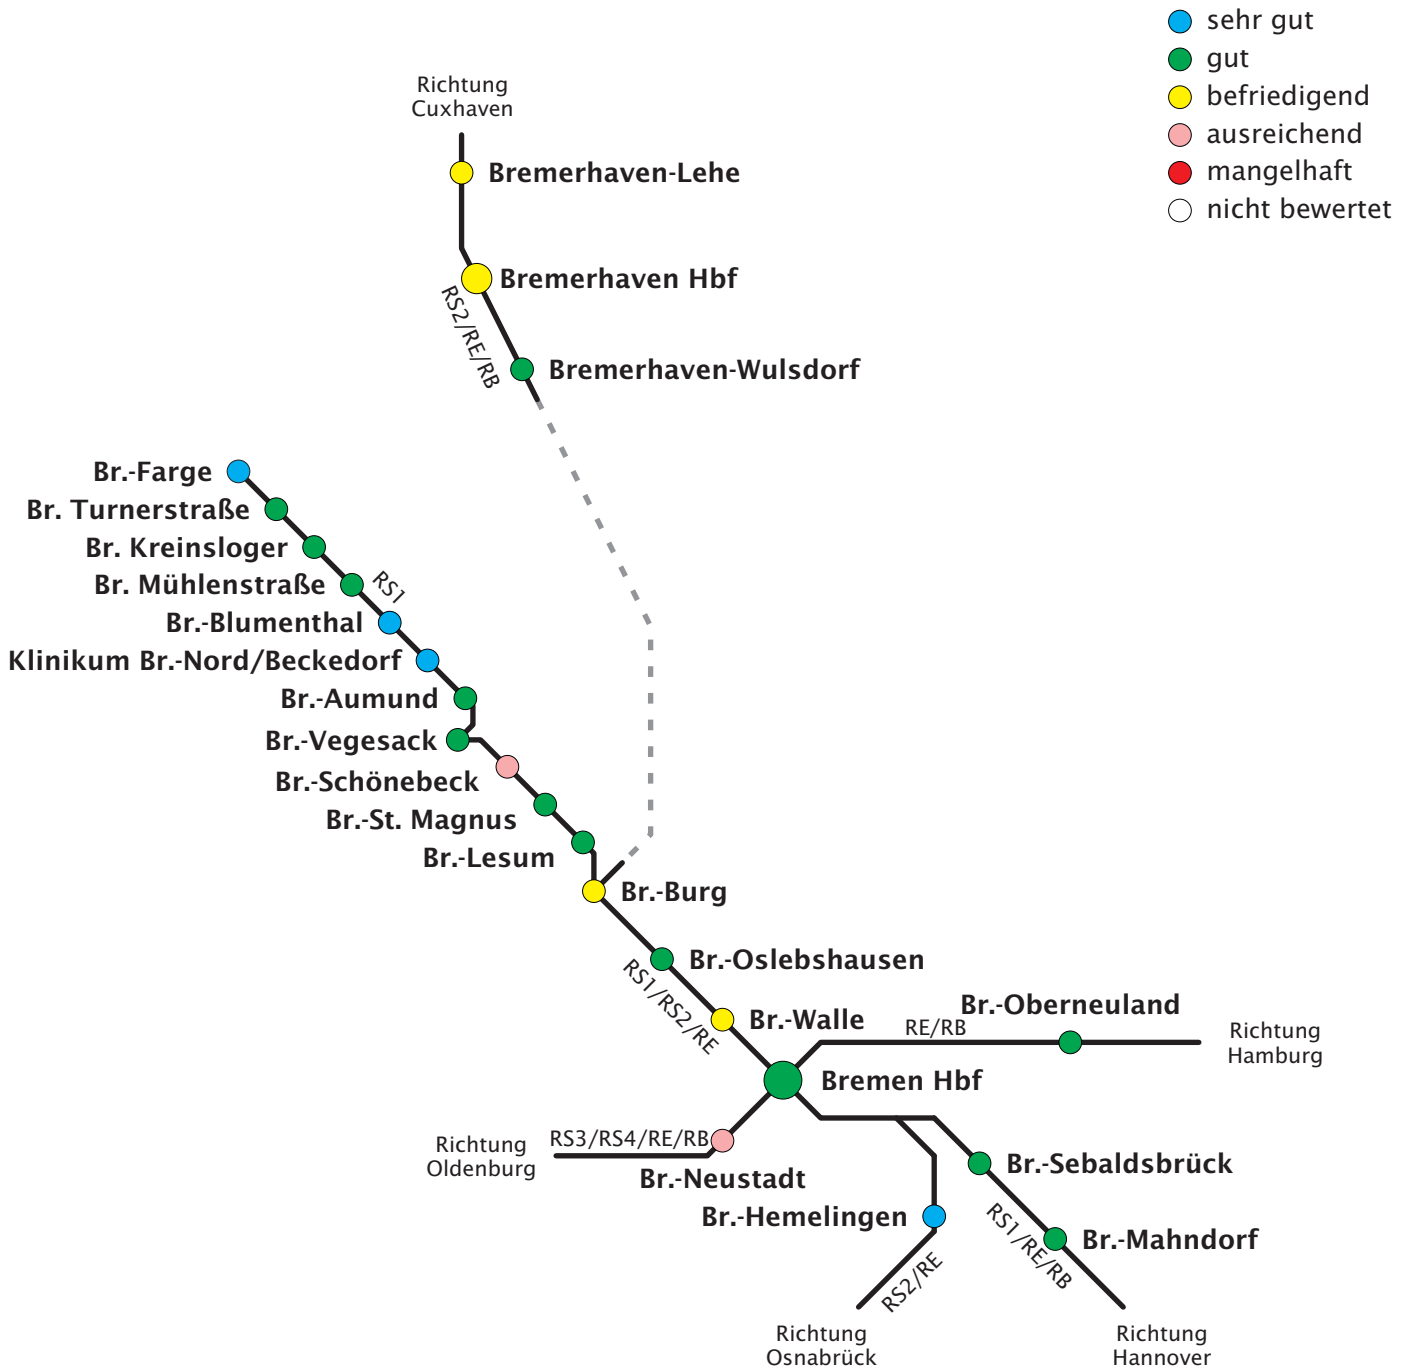 sehr gut
gut
befriedigend
ausreichend
mangelhaft
nicht bewertet
Richtung
Cuxhaven
Bremerhaven-Lehe
Bremerhaven Hbf
RS2/RE/RB
Bremerhaven-Wulsdorf
Br.-Farge
Br. Turnerstraße
Br. Kreinsloger
Br. Mühlenstraße
RS1
Br.-Blumenthal
Klinikum Br.-Nord/Beckedorf
Br.-Aumund
Br.-Vegesack
Br.-Schönebeck
Br.-St. Magnus
Br.-Lesum
Br.-Burg
Br.-Oslebshausen
RS1/RS2/RE
Br.-Walle
Br.-Oberneuland
RE/RB
Richtung
Hamburg
Bremen Hbf
Richtung
Oldenburg
RS3/RS4/RE/RB
Br.-Neustadt
Br.-Sebaldsbrück
Br.-Hemelingen
RS1/RE/RB
Br.-Mahndorf
RS2/RE
Richtung
Osnabrück
Richtung
Hannover